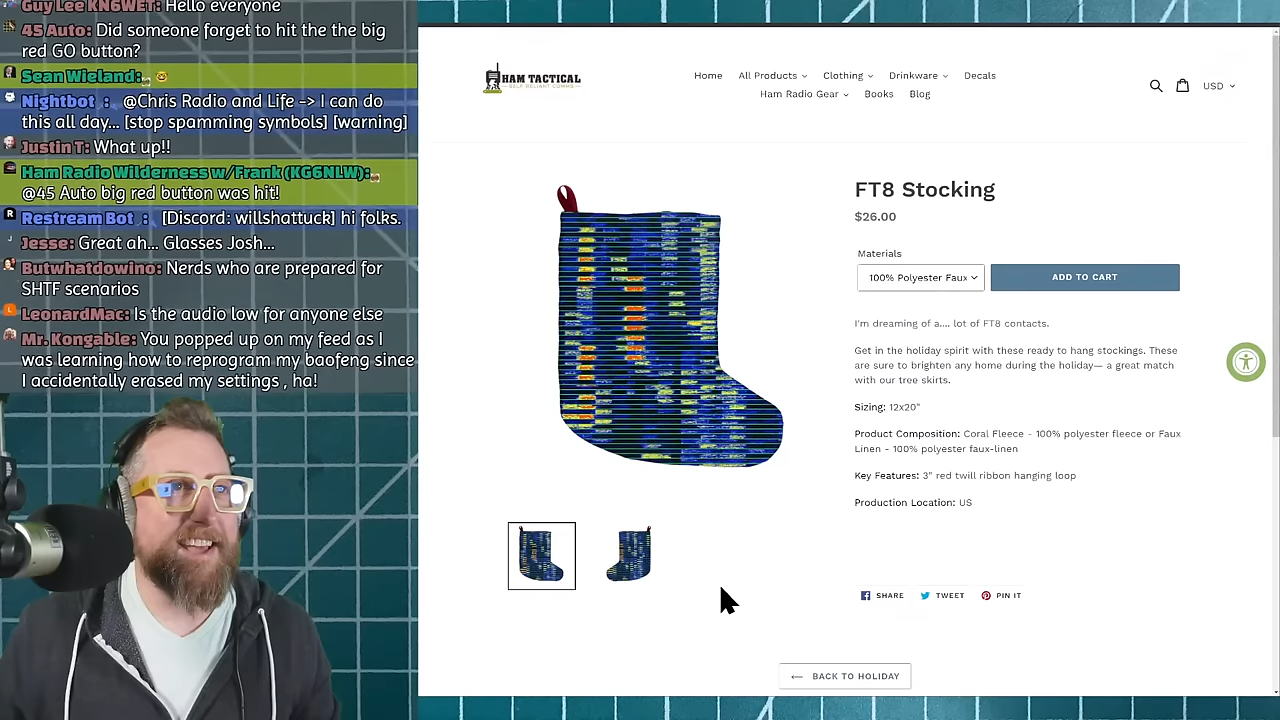 Guy Lee KN6WET: Hello everyone
45 Auto: Did someone forget to hit the the big
red GO button?
Sean Wieland:
Nightbot : @Chris Radio and Life -> I can do
this all day... [stop spamming symbols] [warning]
Justin T: What up!!
Ham Radio Wilderness w/Frank (KG6NLW):
@45 Auto big red button was hit!
Restream Bot : [Discord: willshattuck] hi folks.
Jesse: Great ah... Glasses Josh...
Butwhatdowino: Nerds who are prepared for
SHTF scenarios
LeonardMac: Is the audio low for anyone else
Mr. Kengable: You popped up in my feed as I
was learning how to reprogram my baofeng since
I accidenially erased my settings , ha!
HAM TACTICAL
SELF RELIANT COMMS
Home All Products Clothing Drinkware Decals
Ham Radio Gear Books Blog
USD
FT8 Stocking
$26.00
Materials
100% Polyester Faux
ADD TO CART
I'm dreaming of a.... lot of FT8 contacts.
Get in the holiday spirit with these ready to hang stockings. These
are sure to brighten any home during the holiday— a great match
with our tree skirts.
Sizing: 12x20"
Product Composition: Coral Fleece - 100% polyester fleece or Faux
Linen - 100% polyester faux-linen
Key Features: 3" red twill ribbon hanging loop
Production Location: US
SHARE TWEET PIN IT
BACK TO HOLIDAY